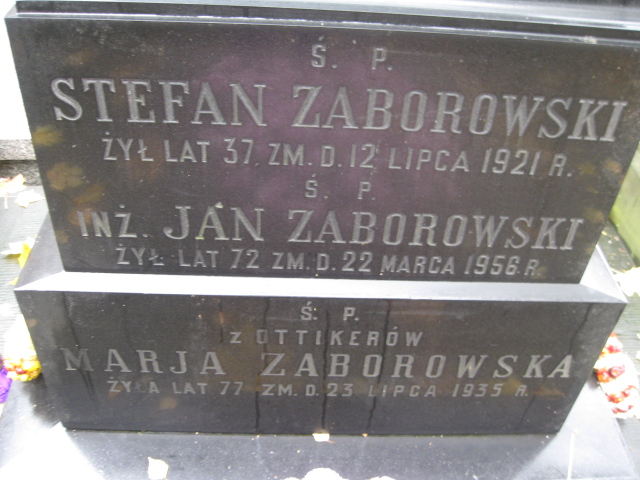 Ś. P.
STEFAN ZABOROWSKI
ŻYŁ LAT 37, ZM. D. 12 LIPCA 1921 R.
Ś. P.
INŻ. JAN ZABOROWSKI
ŻYŁ LAT 72 ZM. D. 22 MARCA 1956 R.
Ś. P.
z OTTIKERÓW
MARJA ZABOROWSKA
ŻYŁA LAT 77 ZM. D. 23 LIPCA 1935 R.